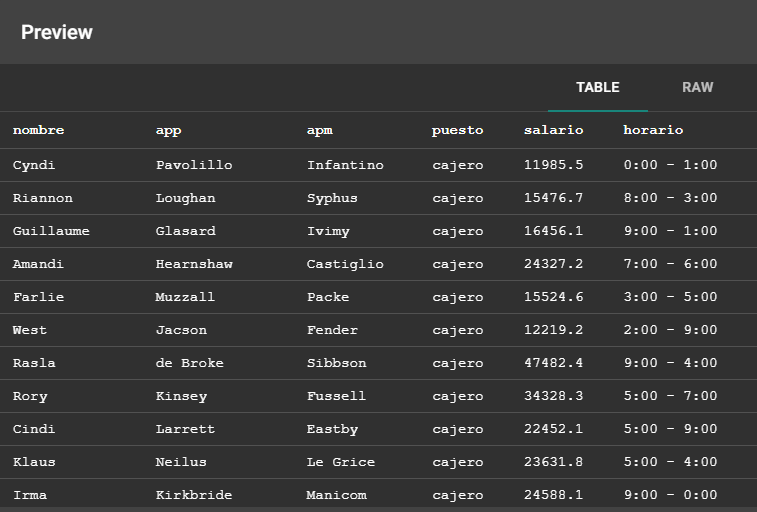 Preview
TABLE RAW
nombre app apm puesto salario horario
Cyndi Pavolillo Infantino cajero 11985.5 0:00 - 1:00
Riannon Loughan Syphus cajero 15476.7 8:00 - 3:00
Guillaume Glasard Ivimy cajero 16456.1 9:00 - 1:00
Amandi Hearnshaw Castiglio cajero 24327.2 7:00 - 6:00
Farlie Muzzall Packe cajero 15524.6 3:00 - 5:00
West Jacson Fender cajero 12219.2 2:00 - 9:00
Rasla de Broke Sibbson cajero 47482.4 9:00 - 4:00
Rory Kinsey Fussell cajero 34328.3 5:00 - 7:00
Cindi Larrett Eastby cajero 22452.1 5:00 - 9:00
Klaus Neilus Le Grice cajero 23631.8 5:00 - 4:00
Irma Kirkbride Manicom cajero 24588.1 9:00 - 0:00